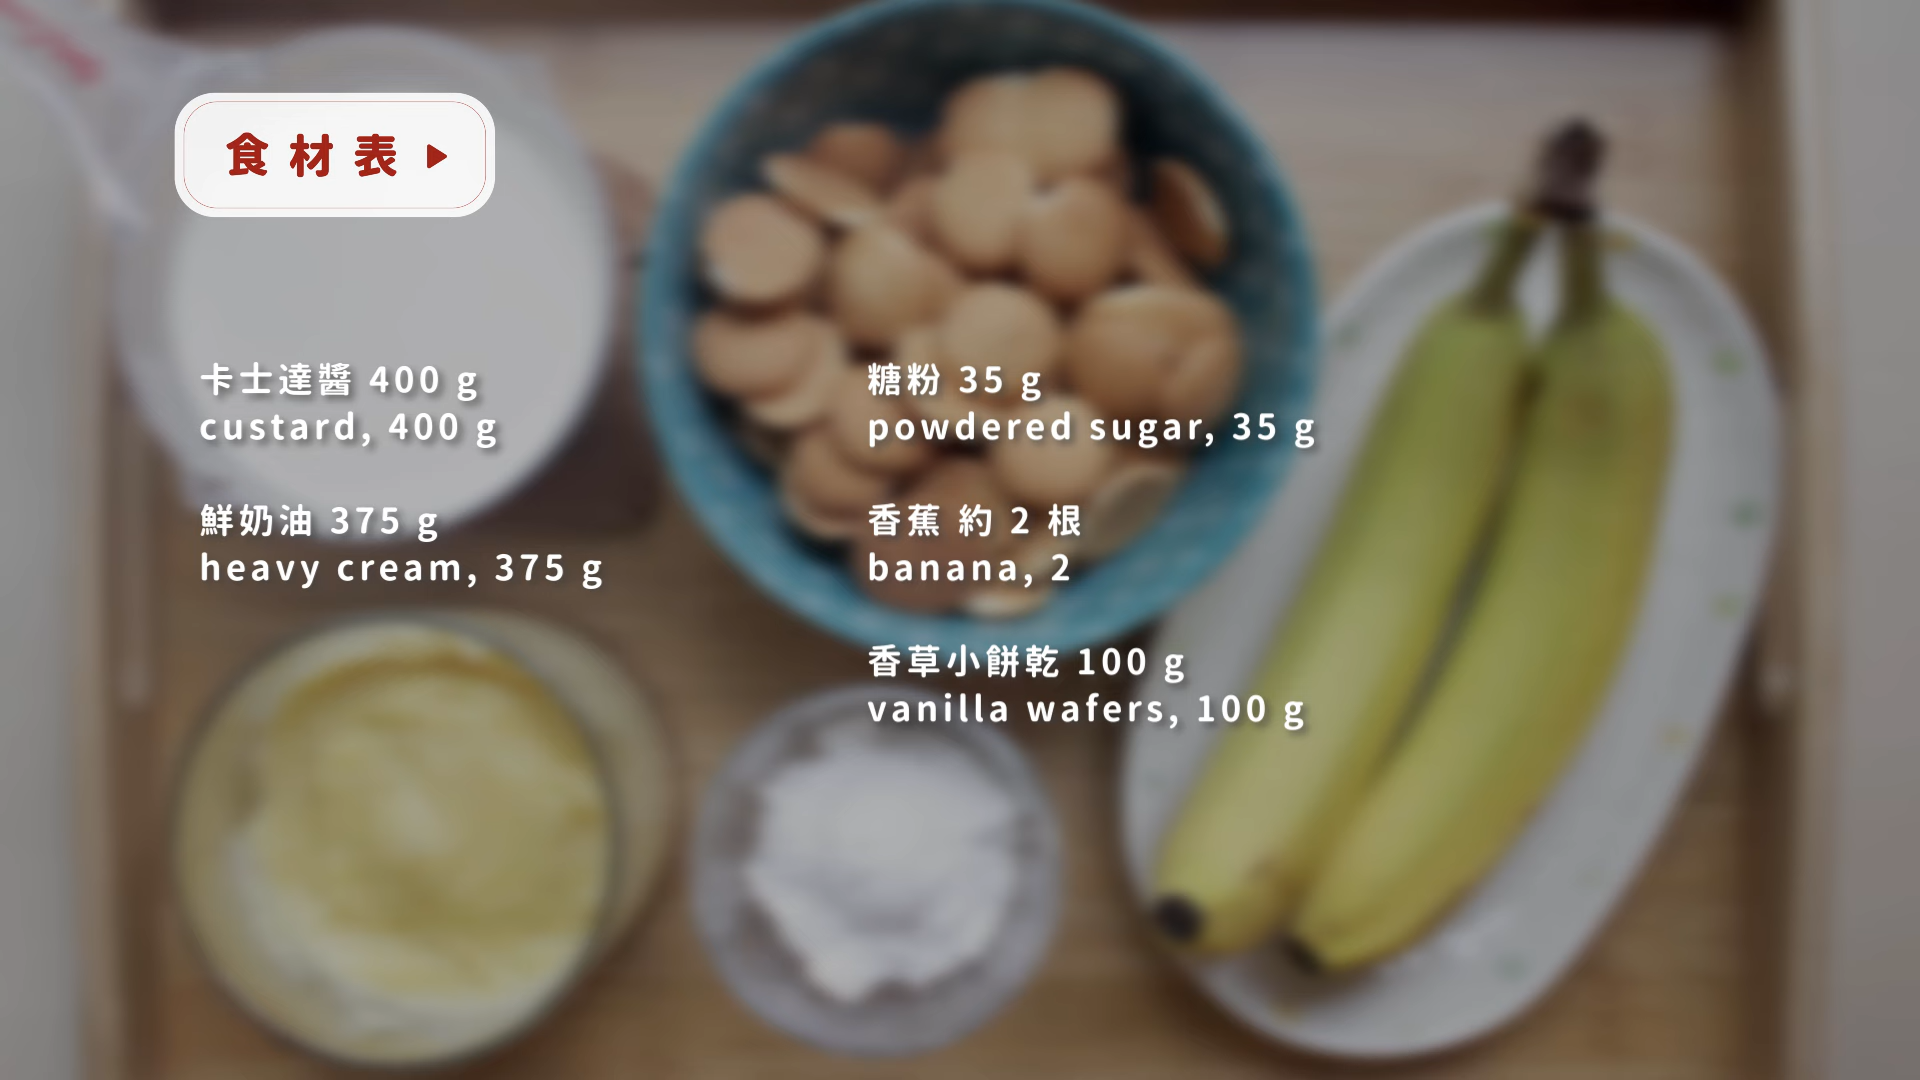 食材表 ▶
卡士達醬 400 g
custard, 400 g
鮮奶油 375 g
heavy cream, 375 g
糖粉 35 g
powdered sugar, 35 g
香蕉 約 2 根
banana, 2
香草小餅乾 100 g
vanilla wafers, 100 g